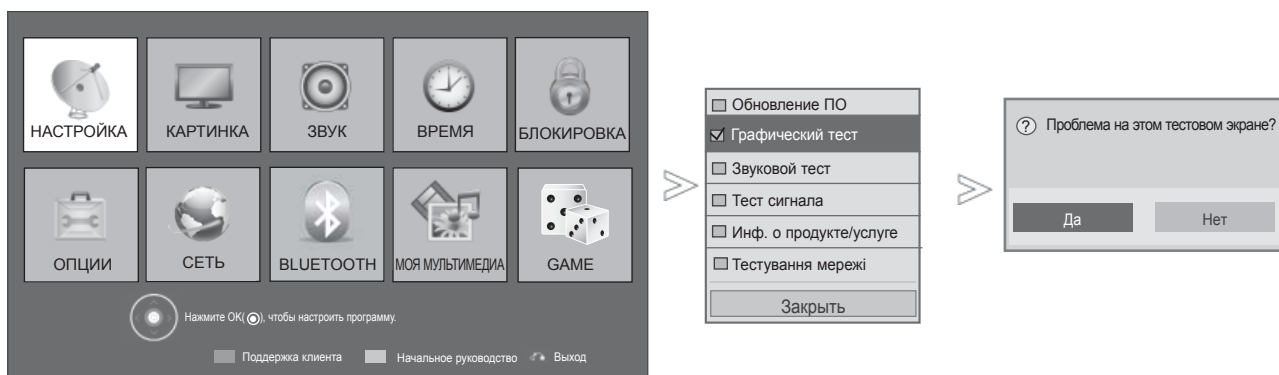 НАСТРОЙКА
КАРТИНКА
ЗВУК
ВРЕМЯ
БЛОКИРОВКА
ОПЦИИ
СЕТЬ
BLUETOOTH
МОЯ МУЛЬТИМЕДИА
GAME
Нажмите OK(◉), чтобы настроить программу.
Поддержка клиента
Начальное руководство
Выход
Обновление ПО
Графический тест
Звуковой тест
Тест сигнала
Инф. о продукте/услуге
Тестування мережі
Закрыть
? Проблема на этом тестовом экране?
Да
Нет